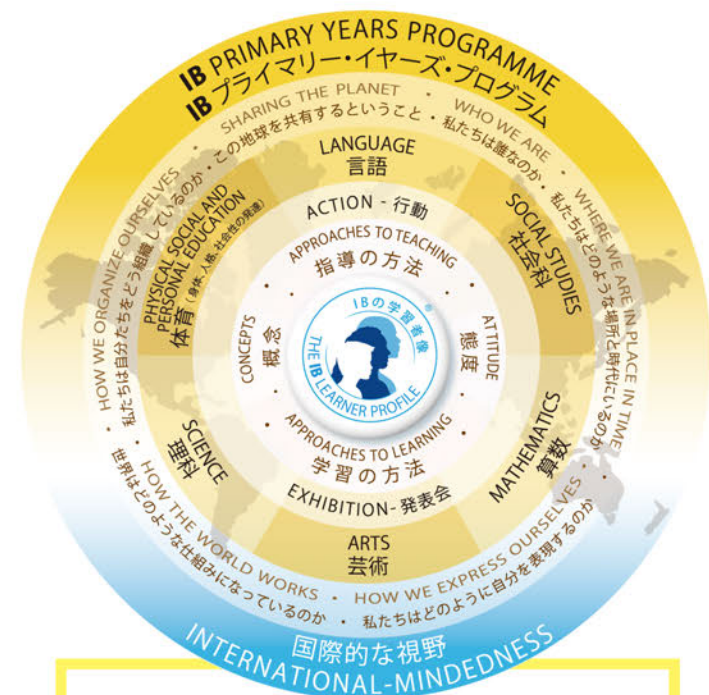 IB PRIMARY YEARS PROGRAMME
IB プライマリー・イヤーズ・プログラム
SHARING THE PLANET
この地球を共有するということ
WHO WE ARE
私たちは誰なのか
WHERE WE ARE IN PLACE IN TIME
私たちはどのような場所と時代にいるのか
HOW WE EXPRESS OURSELVES
私たちはどのように自分を表現するのか
HOW THE WORLD WORKS
世界はどのような仕組みになっているのか
HOW WE ORGANIZE OURSELVES
私たちは自分たちをどう組織しているのか
LANGUAGE
言語
SOCIAL STUDIES
社会科
MATHEMATICS
算数
ARTS
芸術
SCIENCE
理科
PHYSICAL SOCIAL AND
PERSONAL EDUCATION
体育(身体、人格、社会性の発達)
ACTION - 行動
APPROACHES TO TEACHING
指導の方法
ATTITUDE
態度
CONCEPTS
概念
IBの学習者像
®
THE IB LEARNER PROFILE
APPROACHES TO LEARNING
学習の方法
EXHIBITION - 発表会
国際的な視野
INTERNATIONAL-MINDEDNESS